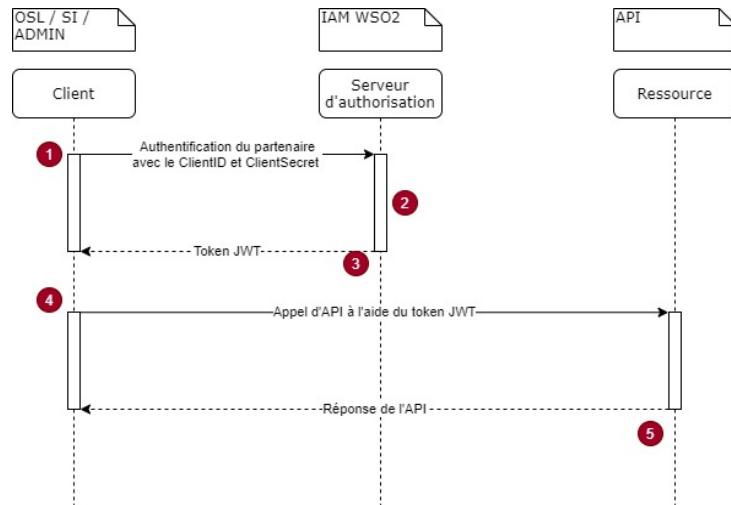 OSL / SI /
ADMIN
IAM WSO2
API
Client
Serveur
d'authorisation
Ressource
1
Authentification du partenaire
avec le ClientID et ClientSecret
2
Token JWT
3
4
Appel d'API à l'aide du token JWT
Réponse de l'API
5